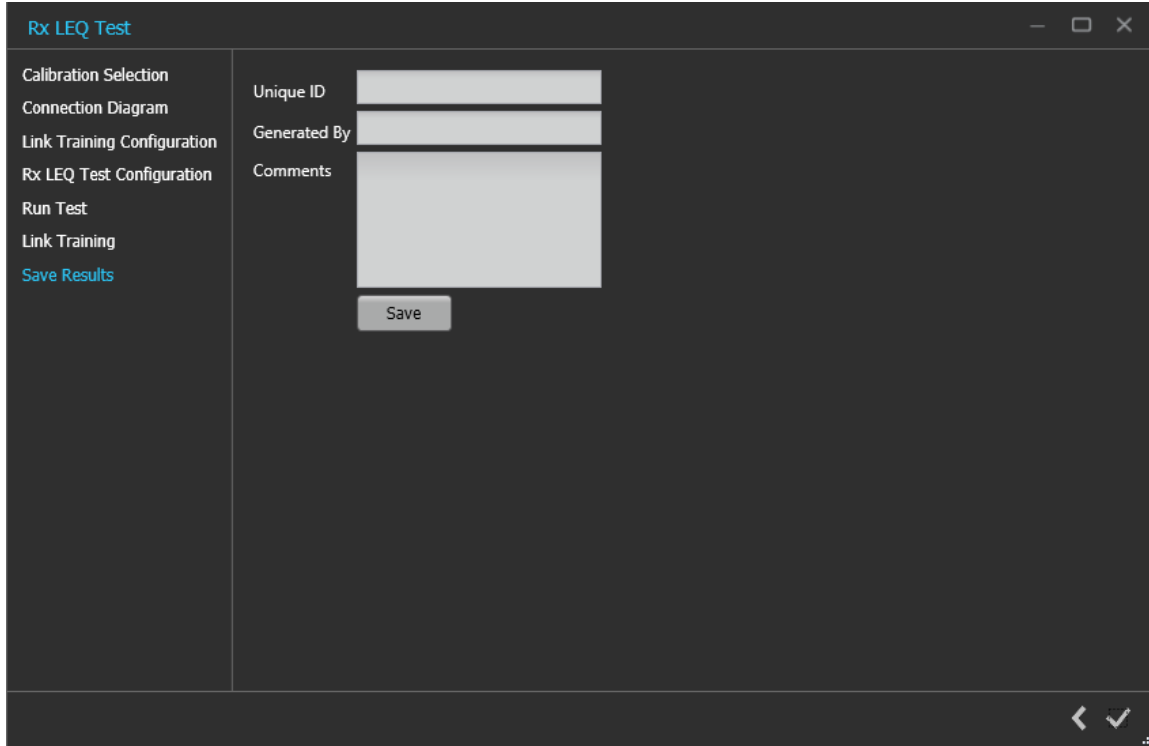 Rx LEQ Test
Calibration Selection
Connection Diagram
Link Training Configuration
Rx LEQ Test Configuration
Run Test
Link Training
Save Results
Unique ID
Generated By
Comments
Save